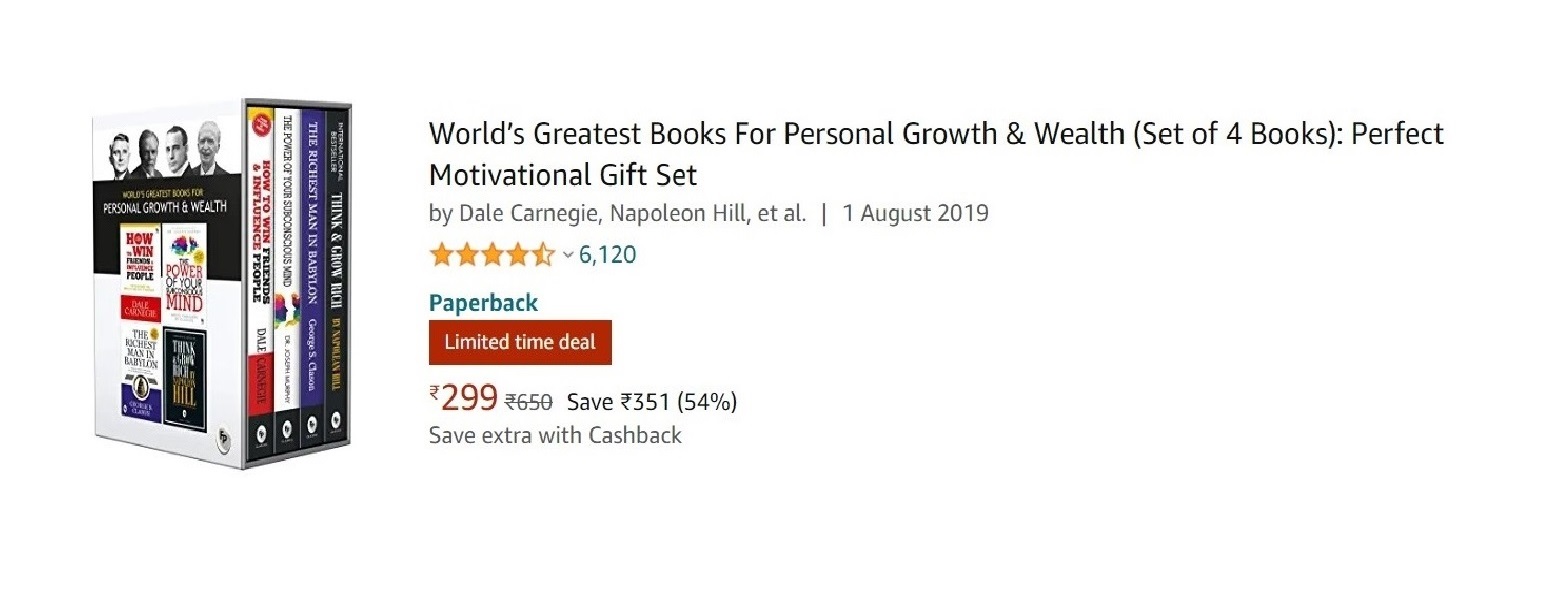 WORLD'S GREATEST BOOKS FOR
PERSONAL GROWTH & WEALTH
HOW
TO WIN
FRIENDS &
INFLUENCE
PEOPLE
DALE
CARNEGIE
THE
POWER
OF YOUR
SUBCONSCIOUS
MIND
THE
RICHEST
MAN IN
BABYLON
GEORGE S.
CLASON
THINK
& GROW
RICH BY
NAPOLEON
HILL
FP
HOW TO WIN FRIENDS
& INFLUENCE PEOPLE
DALE CARNEGIE
THE POWER OF YOUR SUBCONSCIOUS MIND
DR. JOSEPH MURPHY
THE RICHEST MAN IN BABYLON George S. Clason
INTERNATIONAL
BESTSELLER
THINK & GROW RICH BY NAPOLEON HILL
World's Greatest Books For Personal Growth & Wealth (Set of 4 Books): Perfect
Motivational Gift Set
by Dale Carnegie, Napoleon Hill, et al. | 1 August 2019
6,120
Paperback
Limited time deal
₹299 ₹650 Save ₹351 (54%)
Save extra with Cashback